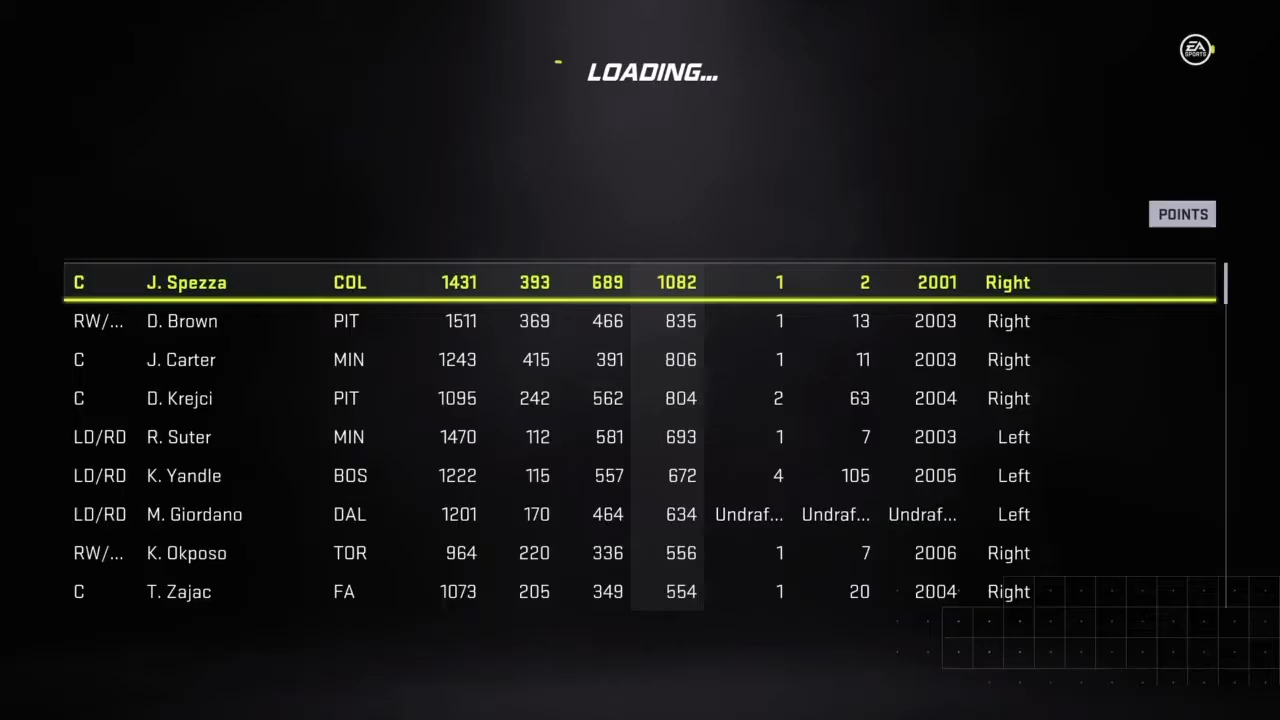 LOADING...
EA SPORTS
POINTS
C J. Spezza COL 1431 393 689 1082 1 2 2001 Right
RW/... D. Brown PIT 1511 369 466 835 1 13 2003 Right
C J. Carter MIN 1243 415 391 806 1 11 2003 Right
C D. Krejci PIT 1095 242 562 804 2 63 2004 Right
LD/RD R. Suter MIN 1470 112 581 693 1 7 2003 Left
LD/RD K. Yandle BOS 1222 115 557 672 4 105 2005 Left
LD/RD M. Giordano DAL 1201 170 464 634 Undraf... Undraf... Undraf... Left
RW/... K. Okposo TOR 964 220 336 556 1 7 2006 Right
C T. Zajac FA 1073 205 349 554 1 20 2004 Right